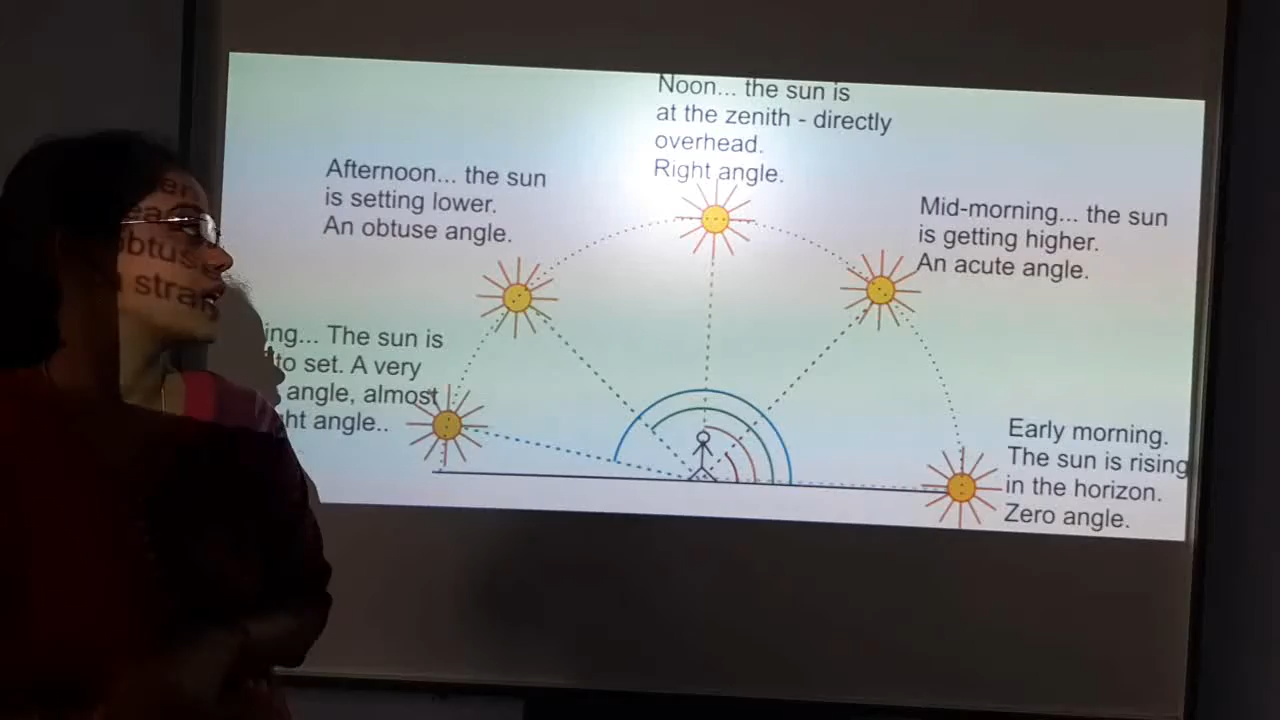 Noon... the sun is
at the zenith - directly
overhead.
Right angle.
Afternoon... the sun
is setting lower.
An obtuse angle.
Mid-morning... the sun
is getting higher.
An acute angle.
ing... The sun is
to set. A very
angle, almost
ht angle..
Early morning.
The sun is rising
in the horizon.
Zero angle.